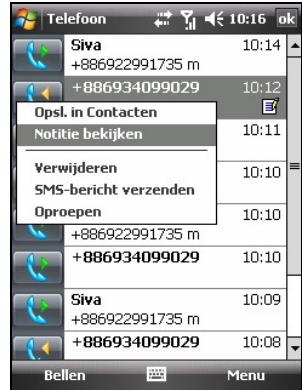 Telefoon 10:16 ok
Siva 10:14
+886922991735 m
+886934099029 10:12
Opsl. in Contacten
Notitie bekijken 10:11
Verwijderen 10:10
SMS-bericht verzenden
Oproepen 10:10
+886922991735 m
+886934099029 10:10
Siva 10:09
+886922991735 m
+886934099029 10:08
Bellen Menu